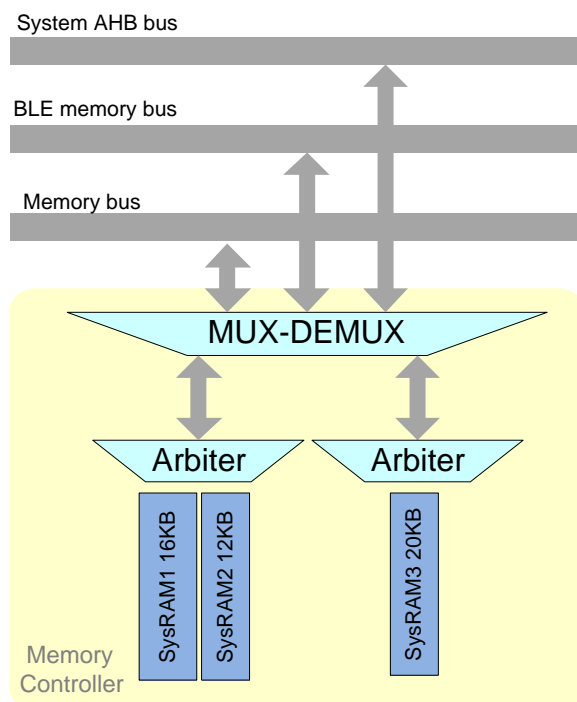 System AHB bus
BLE memory bus
Memory bus
MUX-DEMUX
Arbiter
Arbiter
SysRAM1 16KB
SysRAM2 12KB
SysRAM3 20KB
Memory
Controller